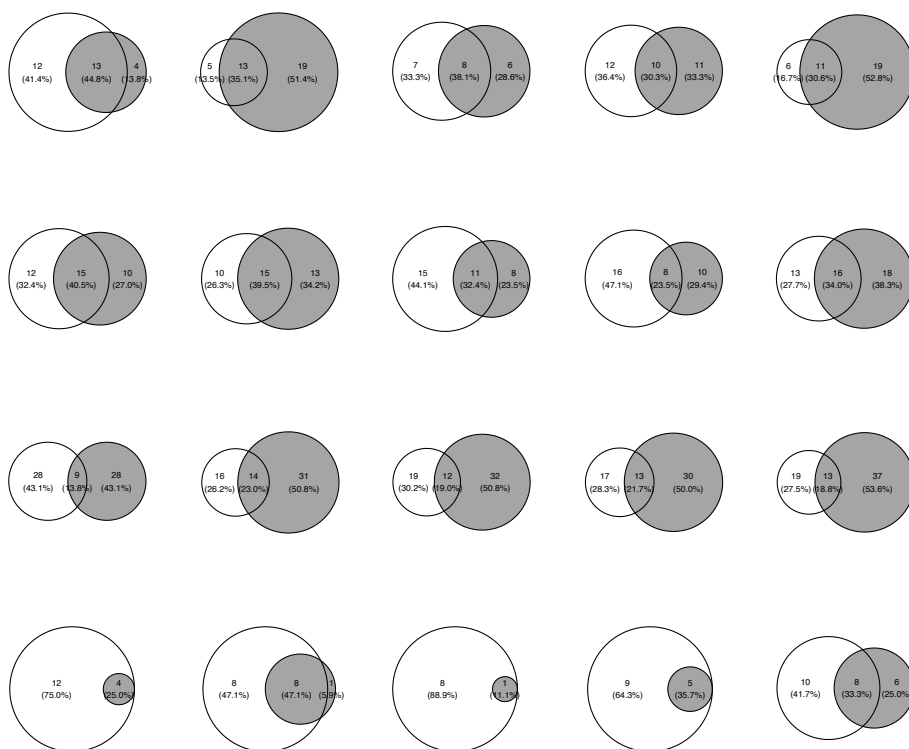 12 13 4 5 13 19 7 8 6 12 10 11 6 11 19
(41.4%) (44.8%) (13.8%) (13.5%) (35.1%) (51.4%) (33.3%) (38.1%) (28.6%) (36.4%) (30.3%) (33.3%) (16.7%) (30.6%) (52.8%)
12 15 10 10 15 13 15 11 8 16 8 10 13 16 18
(32.4%) (40.5%) (27.0%) (26.3%) (39.5%) (34.2%) (44.1%) (32.4%) (23.5%) (47.1%) (23.5%) (29.4%) (27.7%) (34.0%) (38.3%)
28 9 28 16 14 31 19 12 32 17 13 30 19 13 37
(43.1%) (13.8%) (43.1%) (26.2%) (23.0%) (50.8%) (30.2%) (19.0%) (50.8%) (28.3%) (21.7%) (50.0%) (27.5%) (18.8%) (53.6%)
12 4 8 8 1 8 1 9 5 10 8 6
(75.0%) (25.0%) (47.1%) (47.1%) (5.9%) (88.9%) (11.1%) (64.3%) (35.7%) (41.7%) (33.3%) (25.0%)